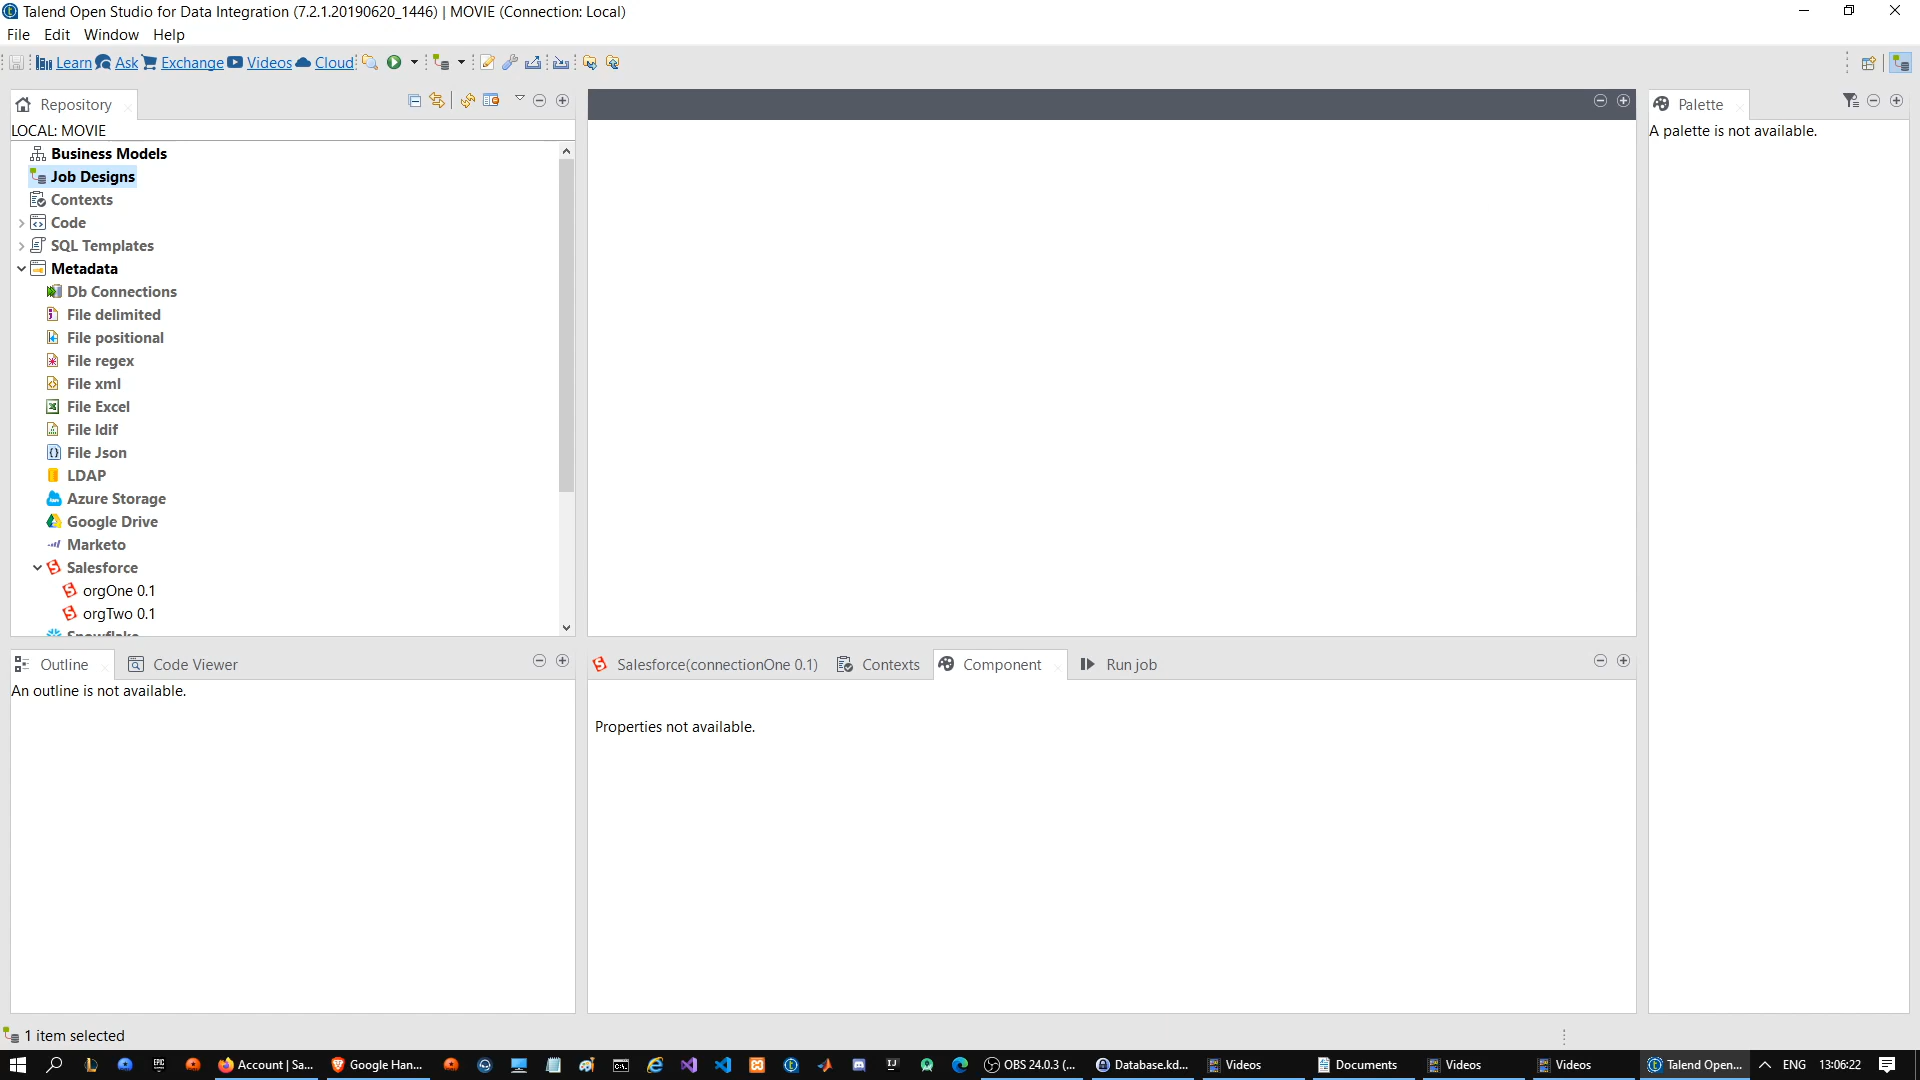 Talend Open Studio for Data Integration (7.2.1.20190620_1446) | MOVIE (Connection: Local)
File Edit Window Help
Learn Ask Exchange Videos Cloud
Repository
LOCAL: MOVIE
Business Models
Job Designs
Contexts
Code
SQL Templates
Metadata
Db Connections
File delimited
File positional
File regex
File xml
File Excel
File ldif
File Json
LDAP
Azure Storage
Google Drive
Marketo
Salesforce
orgOne 0.1
orgTwo 0.1
Snowflake
Palette
A palette is not available.
Outline Code Viewer
An outline is not available.
Salesforce(connectionOne 0.1) Contexts Component Run job
Properties not available.
1 item selected
Account | Sa... Google Han... OBS 24.0.3 (... Database.kd... Videos Documents Videos Videos Talend Open... ENG 13:06:22